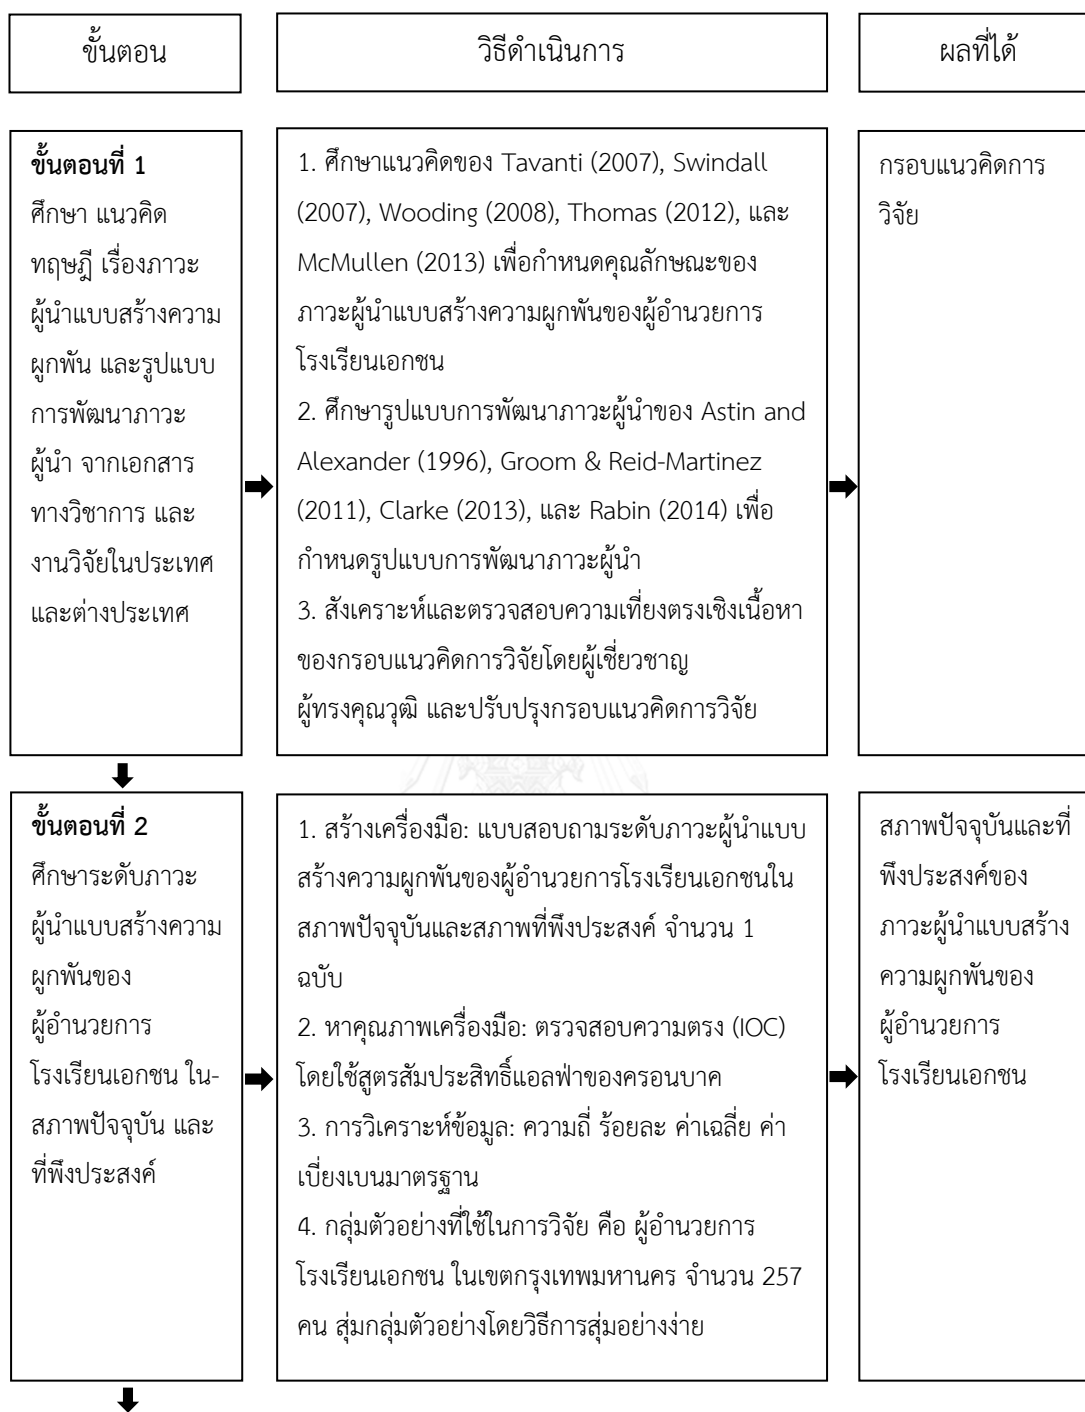 ขั้นตอน
วิธีดำเนินการ
ผลที่ได้
ขั้นตอนที่ 1
ศึกษา แนวคิด
ทฤษฎี เรื่องภาวะ
ผู้นำแบบสร้างความ
ผูกพัน และรูปแบบ
การพัฒนาภาวะ
ผู้นำ จากเอกสาร
ทางวิชาการ และ
งานวิจัยในประเทศ
และต่างประเทศ
1. ศึกษาแนวคิดของ Tavanti (2007), Swindall
(2007), Wooding (2008), Thomas (2012), และ
McMullen (2013) เพื่อกำหนดคุณลักษณะของ
ภาวะผู้นำแบบสร้างความผูกพันของผู้อำนวยการ
โรงเรียนเอกชน
2. ศึกษารูปแบบการพัฒนาภาวะผู้นำของ Astin and
Alexander (1996), Groom & Reid-Martinez
(2011), Clarke (2013), และ Rabin (2014) เพื่อ
กำหนดรูปแบบการพัฒนาภาวะผู้นำ
3. สังเคราะห์และตรวจสอบความเที่ยงตรงเชิงเนื้อหา
ของกรอบแนวคิดการวิจัยโดยผู้เชี่ยวชาญ
ผู้ทรงคุณวุฒิ และปรับปรุงกรอบแนวคิดการวิจัย
กรอบแนวคิดการ
วิจัย
ขั้นตอนที่ 2
ศึกษาระดับภาวะ
ผู้นำแบบสร้างความ
ผูกพันของ
ผู้อำนวยการ
โรงเรียนเอกชน ใน-
สภาพปัจจุบัน และ
ที่พึงประสงค์
1. สร้างเครื่องมือ: แบบสอบถามระดับภาวะผู้นำแบบ
สร้างความผูกพันของผู้อำนวยการโรงเรียนเอกชนใน
สภาพปัจจุบันและสภาพที่พึงประสงค์ จำนวน 1
ฉบับ
2. หาคุณภาพเครื่องมือ: ตรวจสอบความตรง (IOC)
โดยใช้สูตรสัมประสิทธิ์แอลฟ่าของครอนบาค
3. การวิเคราะห์ข้อมูล: ความถี่ ร้อยละ ค่าเฉลี่ย ค่า
เบี่ยงเบนมาตรฐาน
4. กลุ่มตัวอย่างที่ใช้ในการวิจัย คือ ผู้อำนวยการ
โรงเรียนเอกชน ในเขตกรุงเทพมหานคร จำนวน 257
คน สุ่มกลุ่มตัวอย่างโดยวิธีการสุ่มอย่างง่าย
สภาพปัจจุบันและที่
พึงประสงค์ของ
ภาวะผู้นำแบบสร้าง
ความผูกพันของ
ผู้อำนวยการ
โรงเรียนเอกชน